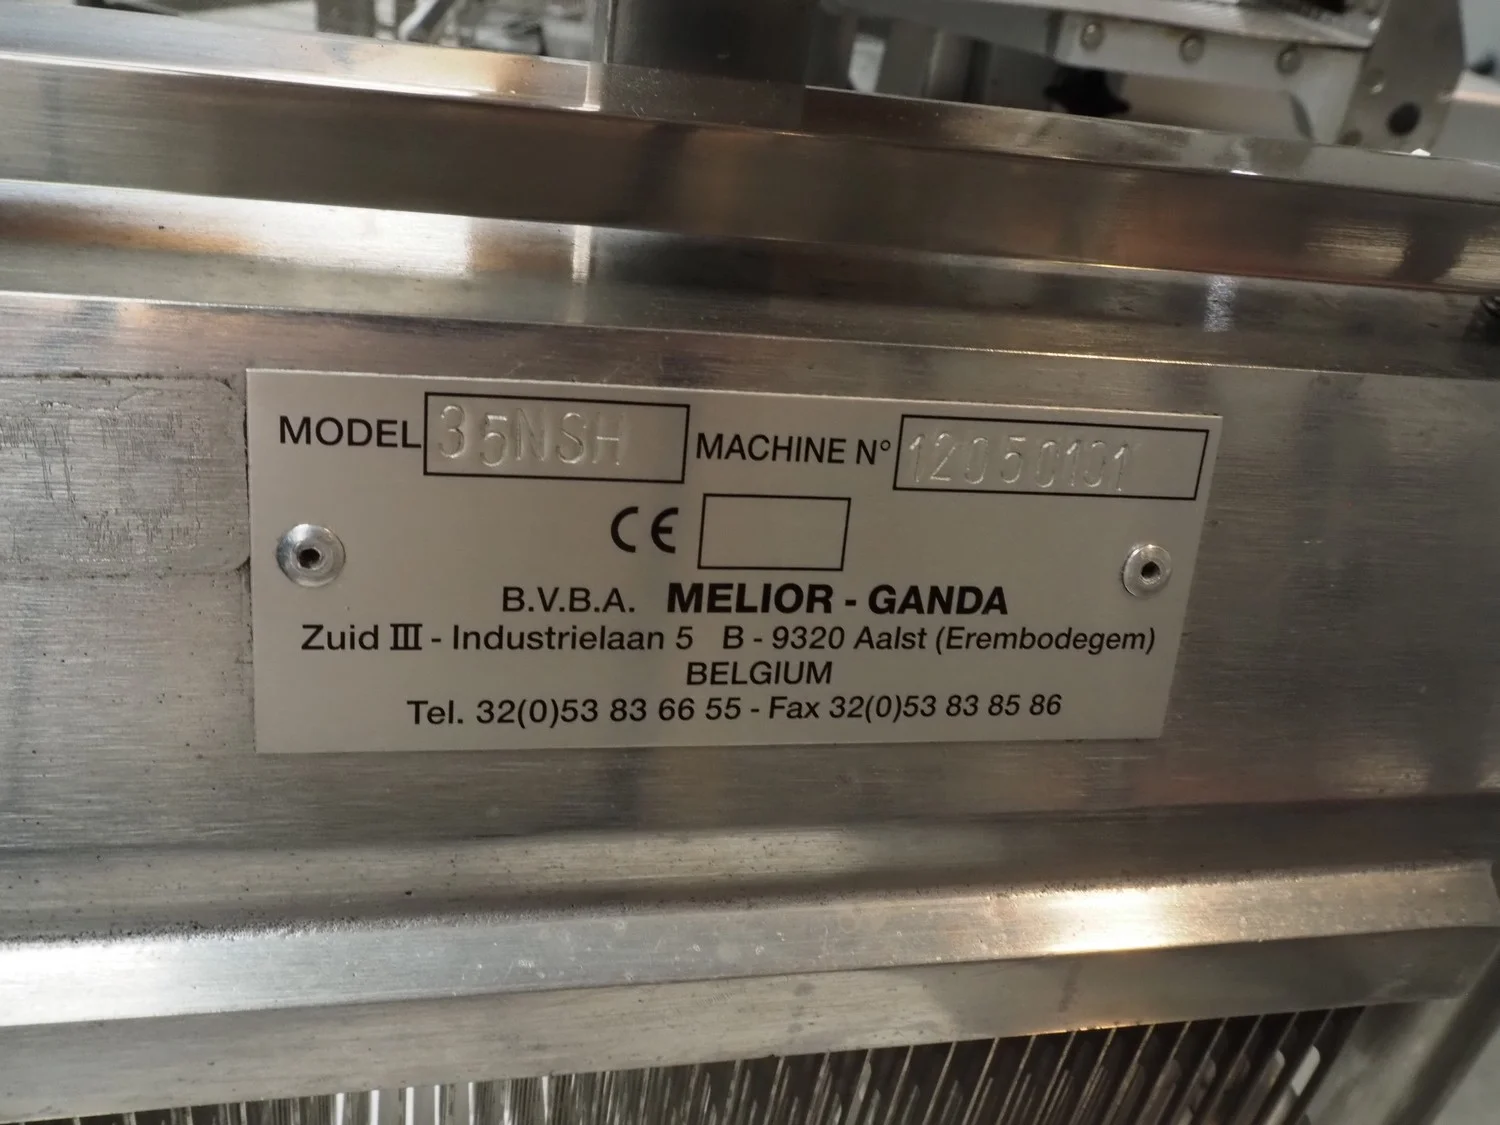 MODEL 35NSH MACHINE N° 12050101
CE
B.V.B.A. MELIOR - GANDA
Zuid III - Industrielaan 5 B - 9320 Aalst (Erembodegem)
BELGIUM
Tel. 32(0)53 83 66 55 - Fax 32(0)53 83 85 86